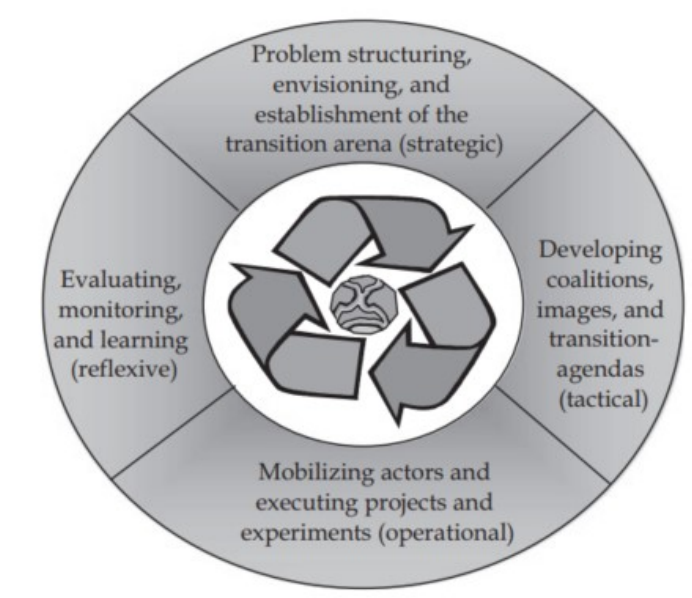 Problem structuring,
envisioning, and
establishment of the
transition arena (strategic)
Developing
coalitions,
images, and
transition-
agendas
(tactical)
Mobilizing actors and
executing projects and
experiments (operational)
Evaluating,
monitoring,
and learning
(reflexive)